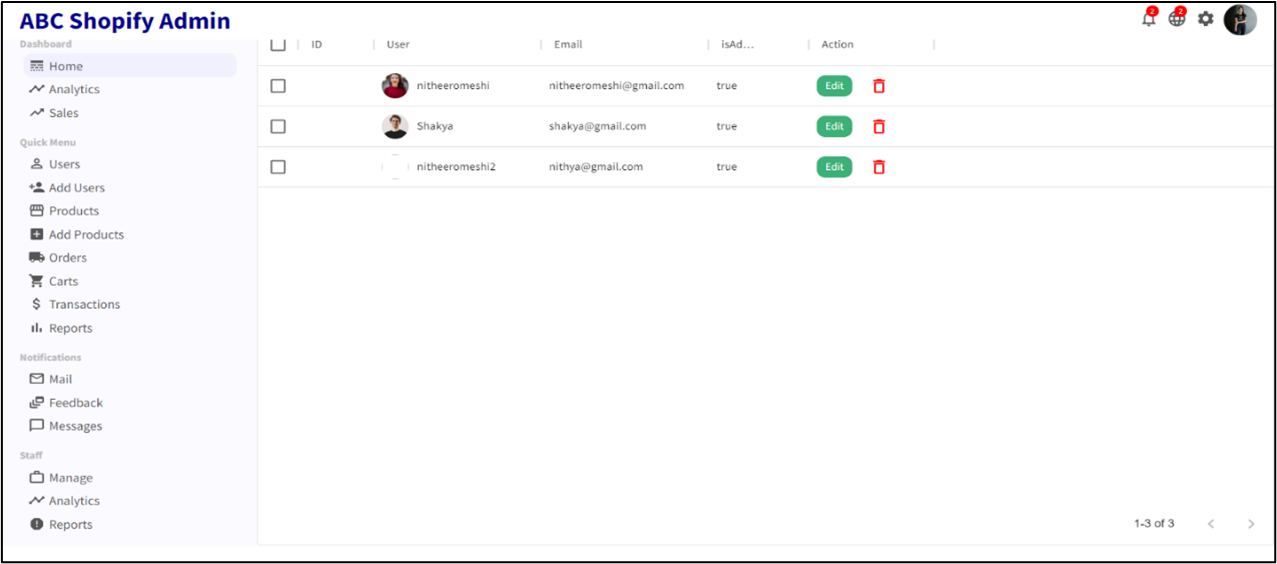 ABC Shopify Admin
2
2
Dashboard
Home
Analytics
Sales
Quick Menu
Users
Add Users
Products
Add Products
Orders
Carts
Transactions
Reports
Notifications
Mail
Feedback
Messages
Staff
Manage
Analytics
Reports
ID User Email isAd... Action
nitheeromeshi nitheeromeshi@gmail.com true Edit
Shakya shakya@gmail.com true Edit
nitheeromeshi2 nithya@gmail.com true Edit
1-3 of 3